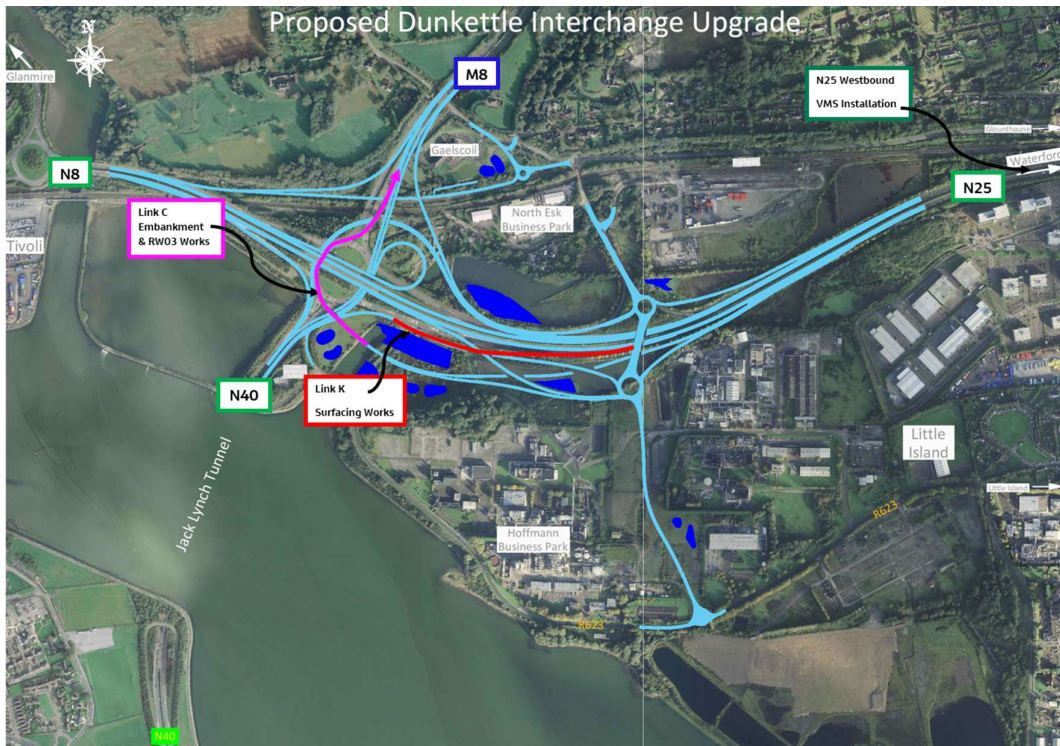 Proposed Dunkettle Interchange Upgrade
N
Glanmire
M8
N25 Westbound
VMS Installation
Glounthaune
Waterford
Gaelscoil
N8
N25
Link C
Embankment
& RW03 Works
North Esk
Business Park
Tivoli
N40
Link K
Surfacing Works
Jack Lynch Tunnel
Little
Island
Little Island
R623
Hoffmann
Business Park
R623
N40